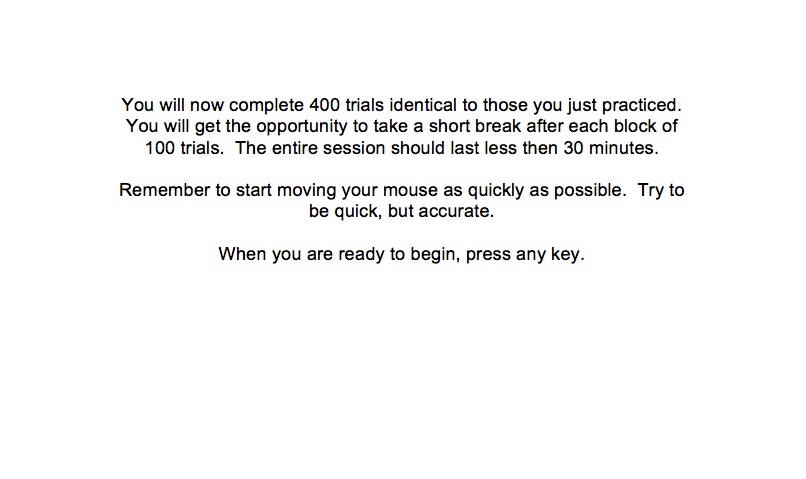 You will now complete 400 trials identical to those you just practiced.
You will get the opportunity to take a short break after each block of
100 trials.  The entire session should last less then 30 minutes.
Remember to start moving your mouse as quickly as possible.  Try to
be quick, but accurate.
When you are ready to begin, press any key.